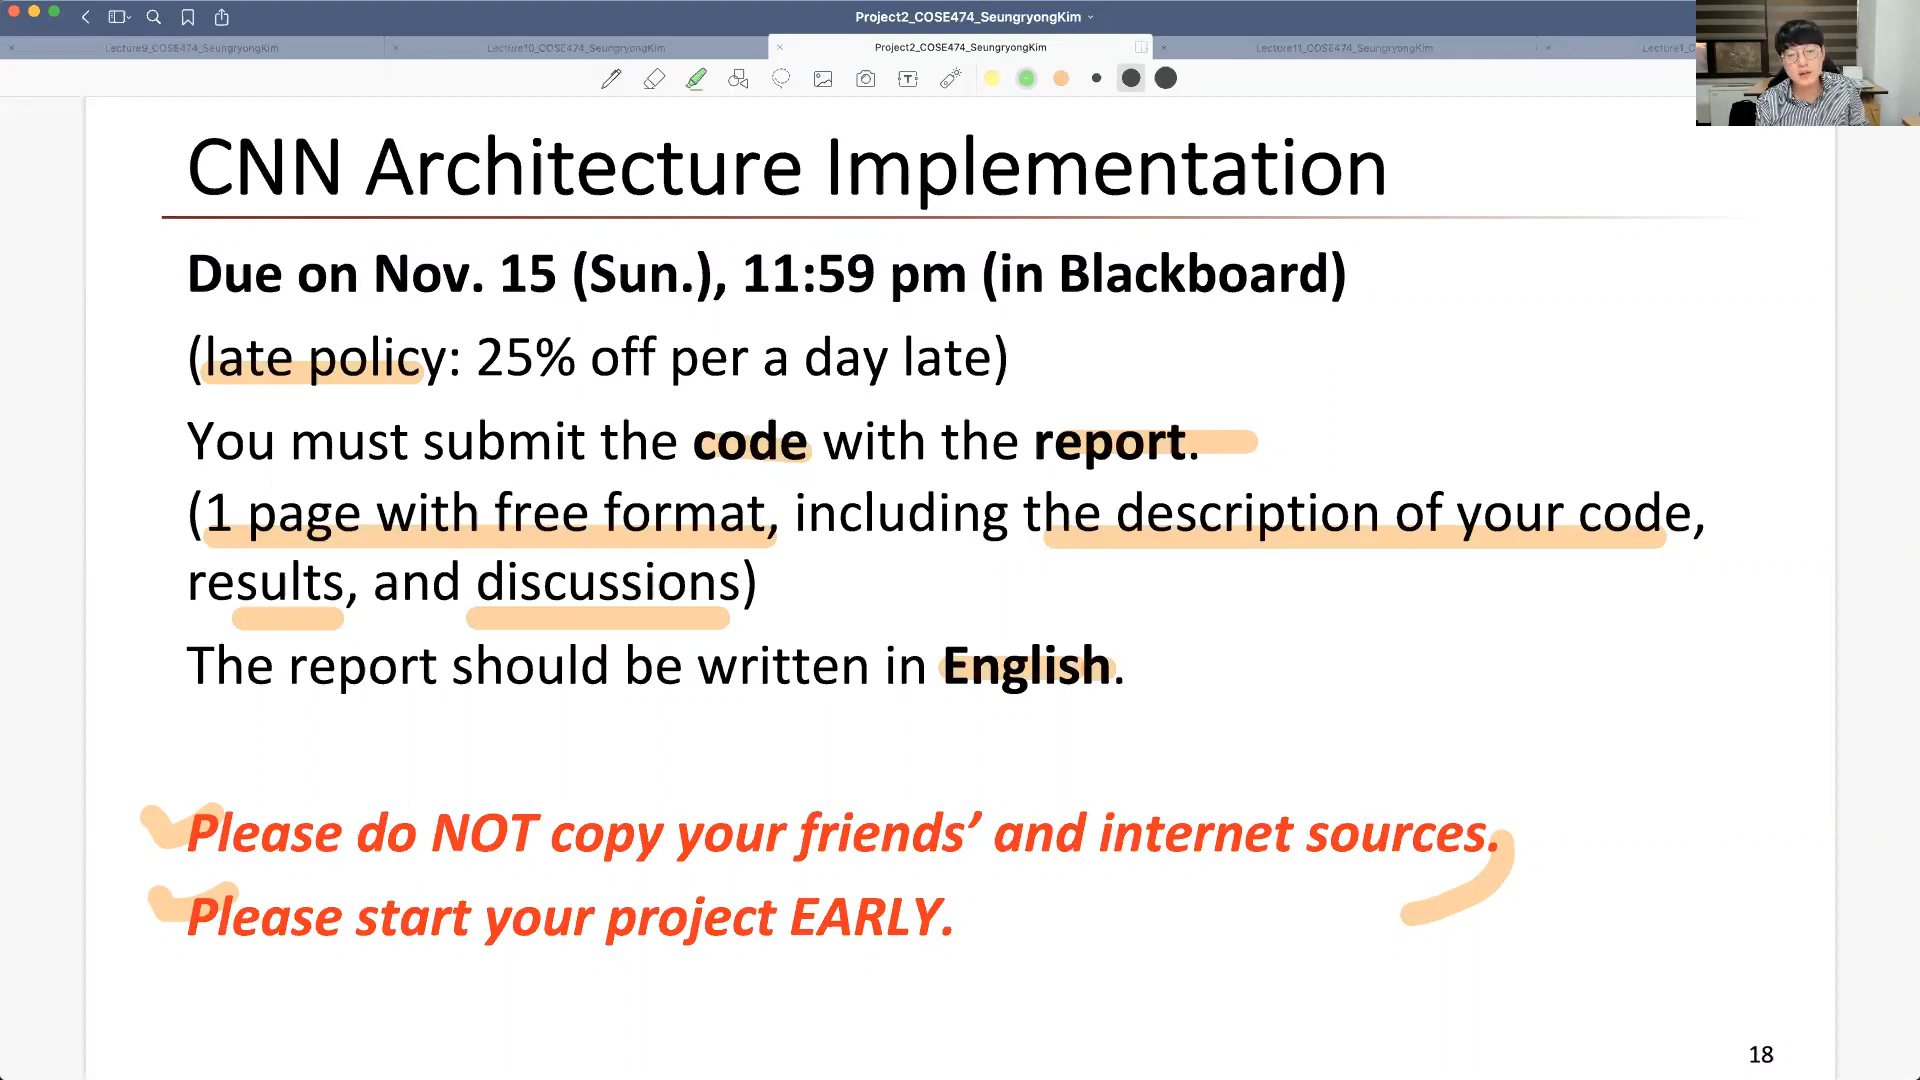 Project2_COSE474_SeungryongKim
Lecture9_COSE474_SeungryongKim
Lecture10_COSE474_SeungryongKim
Project2_COSE474_SeungryongKim
Lecture11_COSE474_SeungryongKim
Lecture1_C
CNN Architecture Implementation
Due on Nov. 15 (Sun.), 11:59 pm (in Blackboard)
(late policy: 25% off per a day late)
You must submit the code with the report.
(1 page with free format, including the description of your code,
results, and discussions)
The report should be written in English.
Please do NOT copy your friends’ and internet sources.
Please start your project EARLY.
18